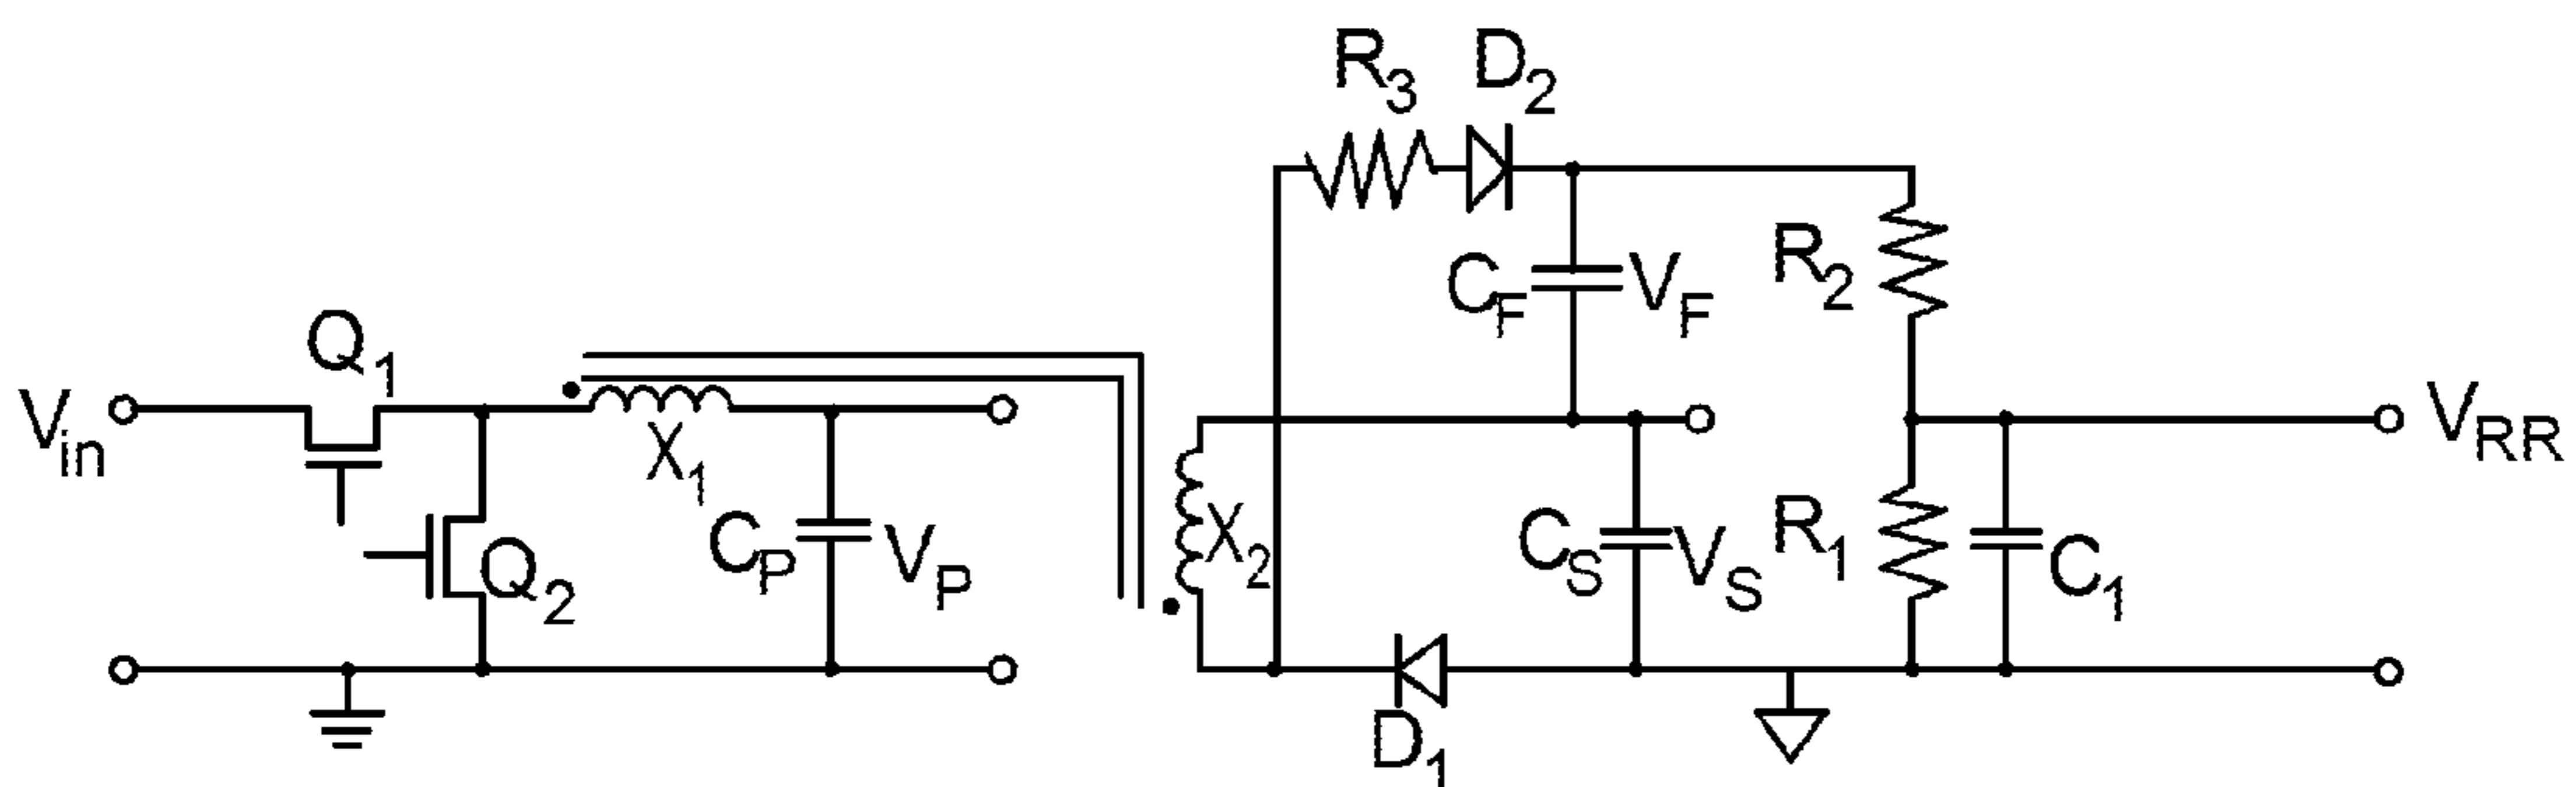 R3 D2
CF VF R2
Q1
Vin X1 VRR
CP VP X2 CS VS R1 C1
Q2
D1